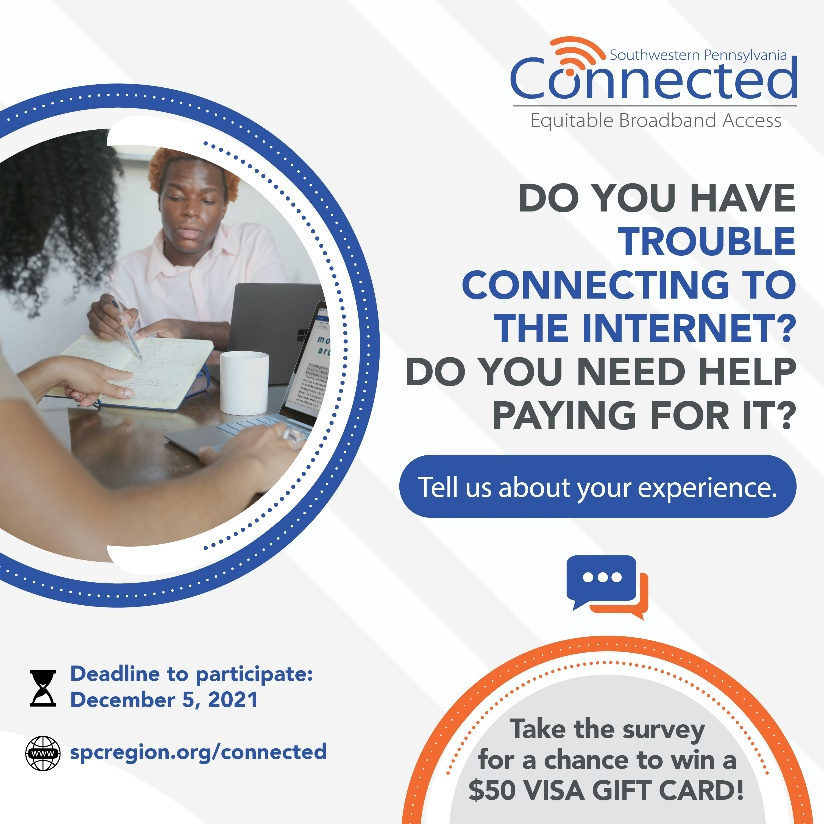 Southwestern Pennsylvania
Connected
Equitable Broadband Access
DO YOU HAVE
TROUBLE
CONNECTING TO
THE INTERNET?
DO YOU NEED HELP
PAYING FOR IT?
Tell us about your experience.
Deadline to participate:
December 5, 2021
www
spcregion.org/connected
Take the survey
for a chance to win a
$50 VISA GIFT CARD!